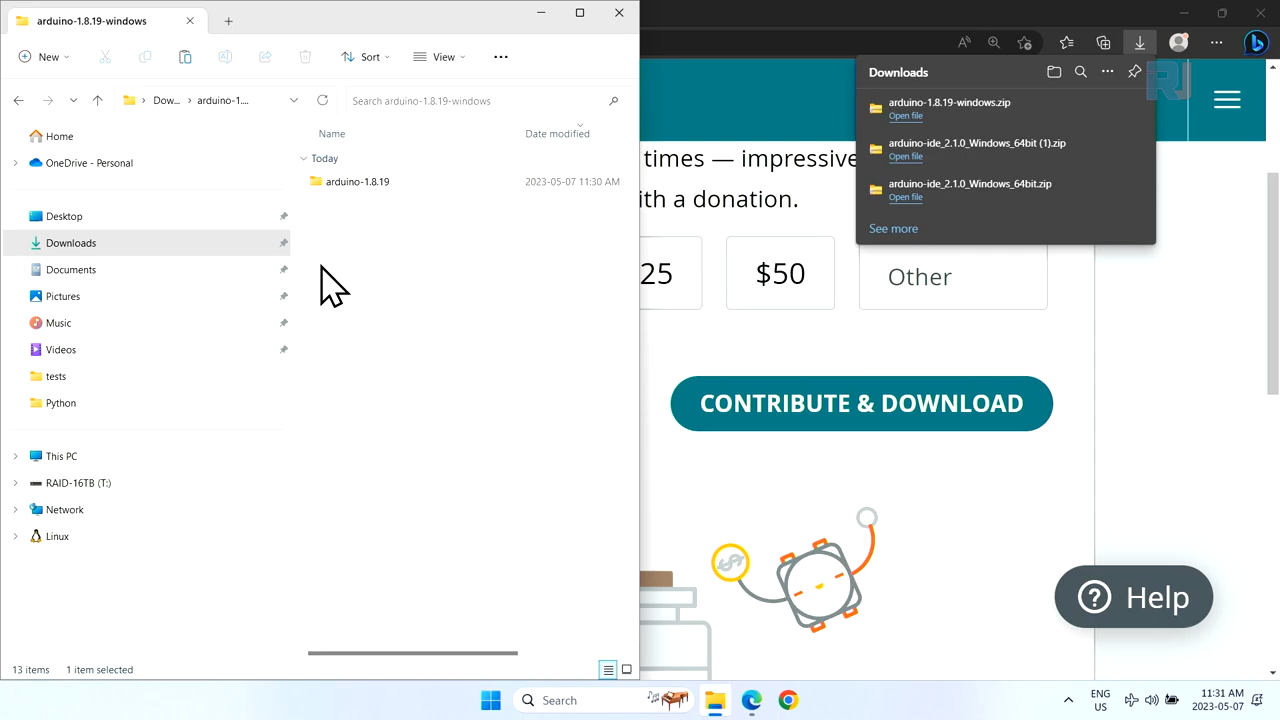 arduino-1.8.19-windows
New
Sort
View
Dow...
arduino-1....
Search arduino-1.8.19-windows
Home
OneDrive - Personal
Desktop
Downloads
Documents
Pictures
Music
Videos
tests
Python
This PC
RAID-16TB (T:)
Network
Linux
Name
Date modified
Today
arduino-1.8.19
2023-05-07 11:30 AM
13 items
1 item selected
Downloads
arduino-1.8.19-windows.zip
Open file
arduino-ide_2.1.0_Windows_64bit (1).zip
Open file
arduino-ide_2.1.0_Windows_64bit.zip
Open file
See more
RJ
times — impressive
ith a donation.
25
$50
Other
CONTRIBUTE & DOWNLOAD
Help
Search
ENG
US
11:31 AM
2023-05-07